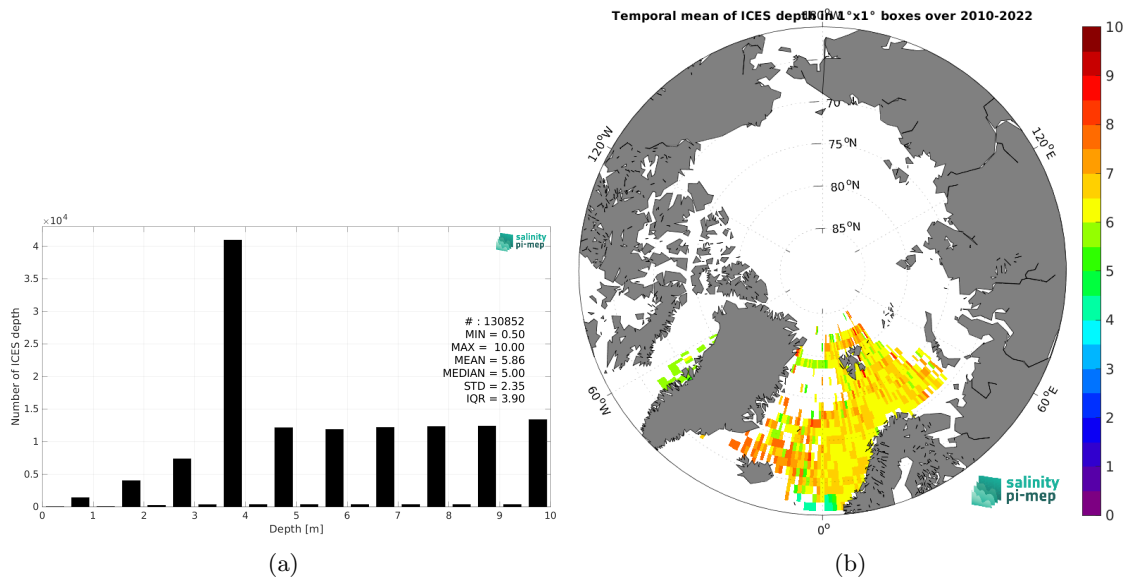 Temporal mean of ICES depth in 1°x1° boxes over 2010-2022
180°W
120°W
120°E
70°N
75°N
80°N
85°N
60°W
60°E
0°
10
9
8
7
6
5
4
3
2
1
0
salinity
pi-mep
×10⁴
4
3.5
3
2.5
2
1.5
1
0.5
0
Number of ICES depth
salinity
pi-mep
# : 130852
MIN = 0.50
MAX = 10.00
MEAN = 5.86
MEDIAN = 5.00
STD = 2.35
IQR = 3.90
0 1 2 3 4 5 6 7 8 9 10
Depth [m]
(a)
(b)